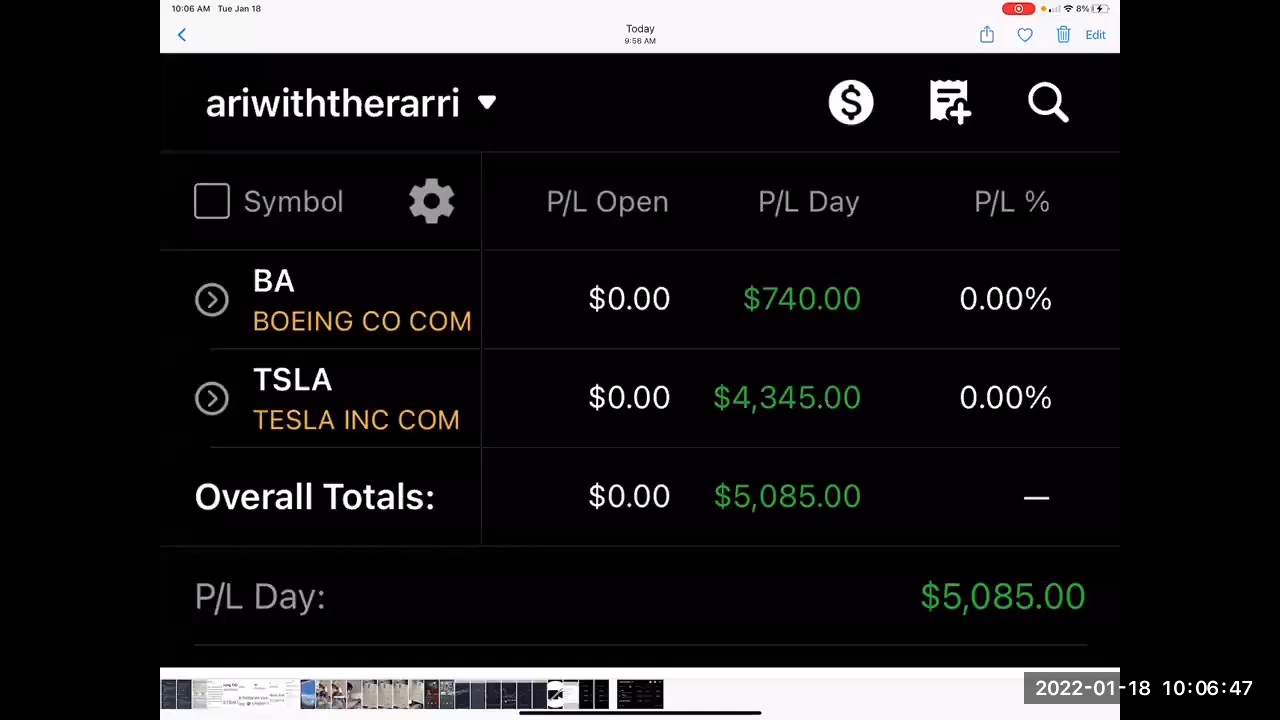 10:06 AM Tue Jan 18
8%
Today
9:58 AM
Edit
ariwiththerarri
Symbol P/L Open P/L Day P/L %
BA
BOEING CO COM
$0.00 $740.00 0.00%
TSLA
TESLA INC COM
$0.00 $4,345.00 0.00%
Overall Totals: $0.00 $5,085.00 —
P/L Day: $5,085.00
2022-01-18 10:06:47